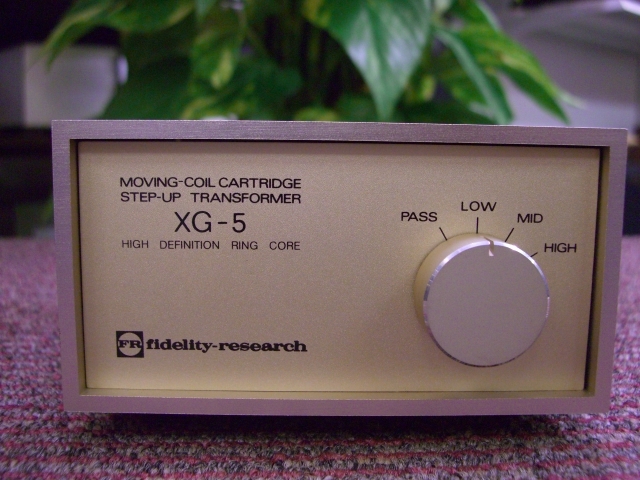 MOVING-COIL CARTRIDGE
STEP-UP TRANSFORMER
XG-5
HIGH DEFINITION RING CORE
PASS
LOW
MID
HIGH
FR fidelity-research